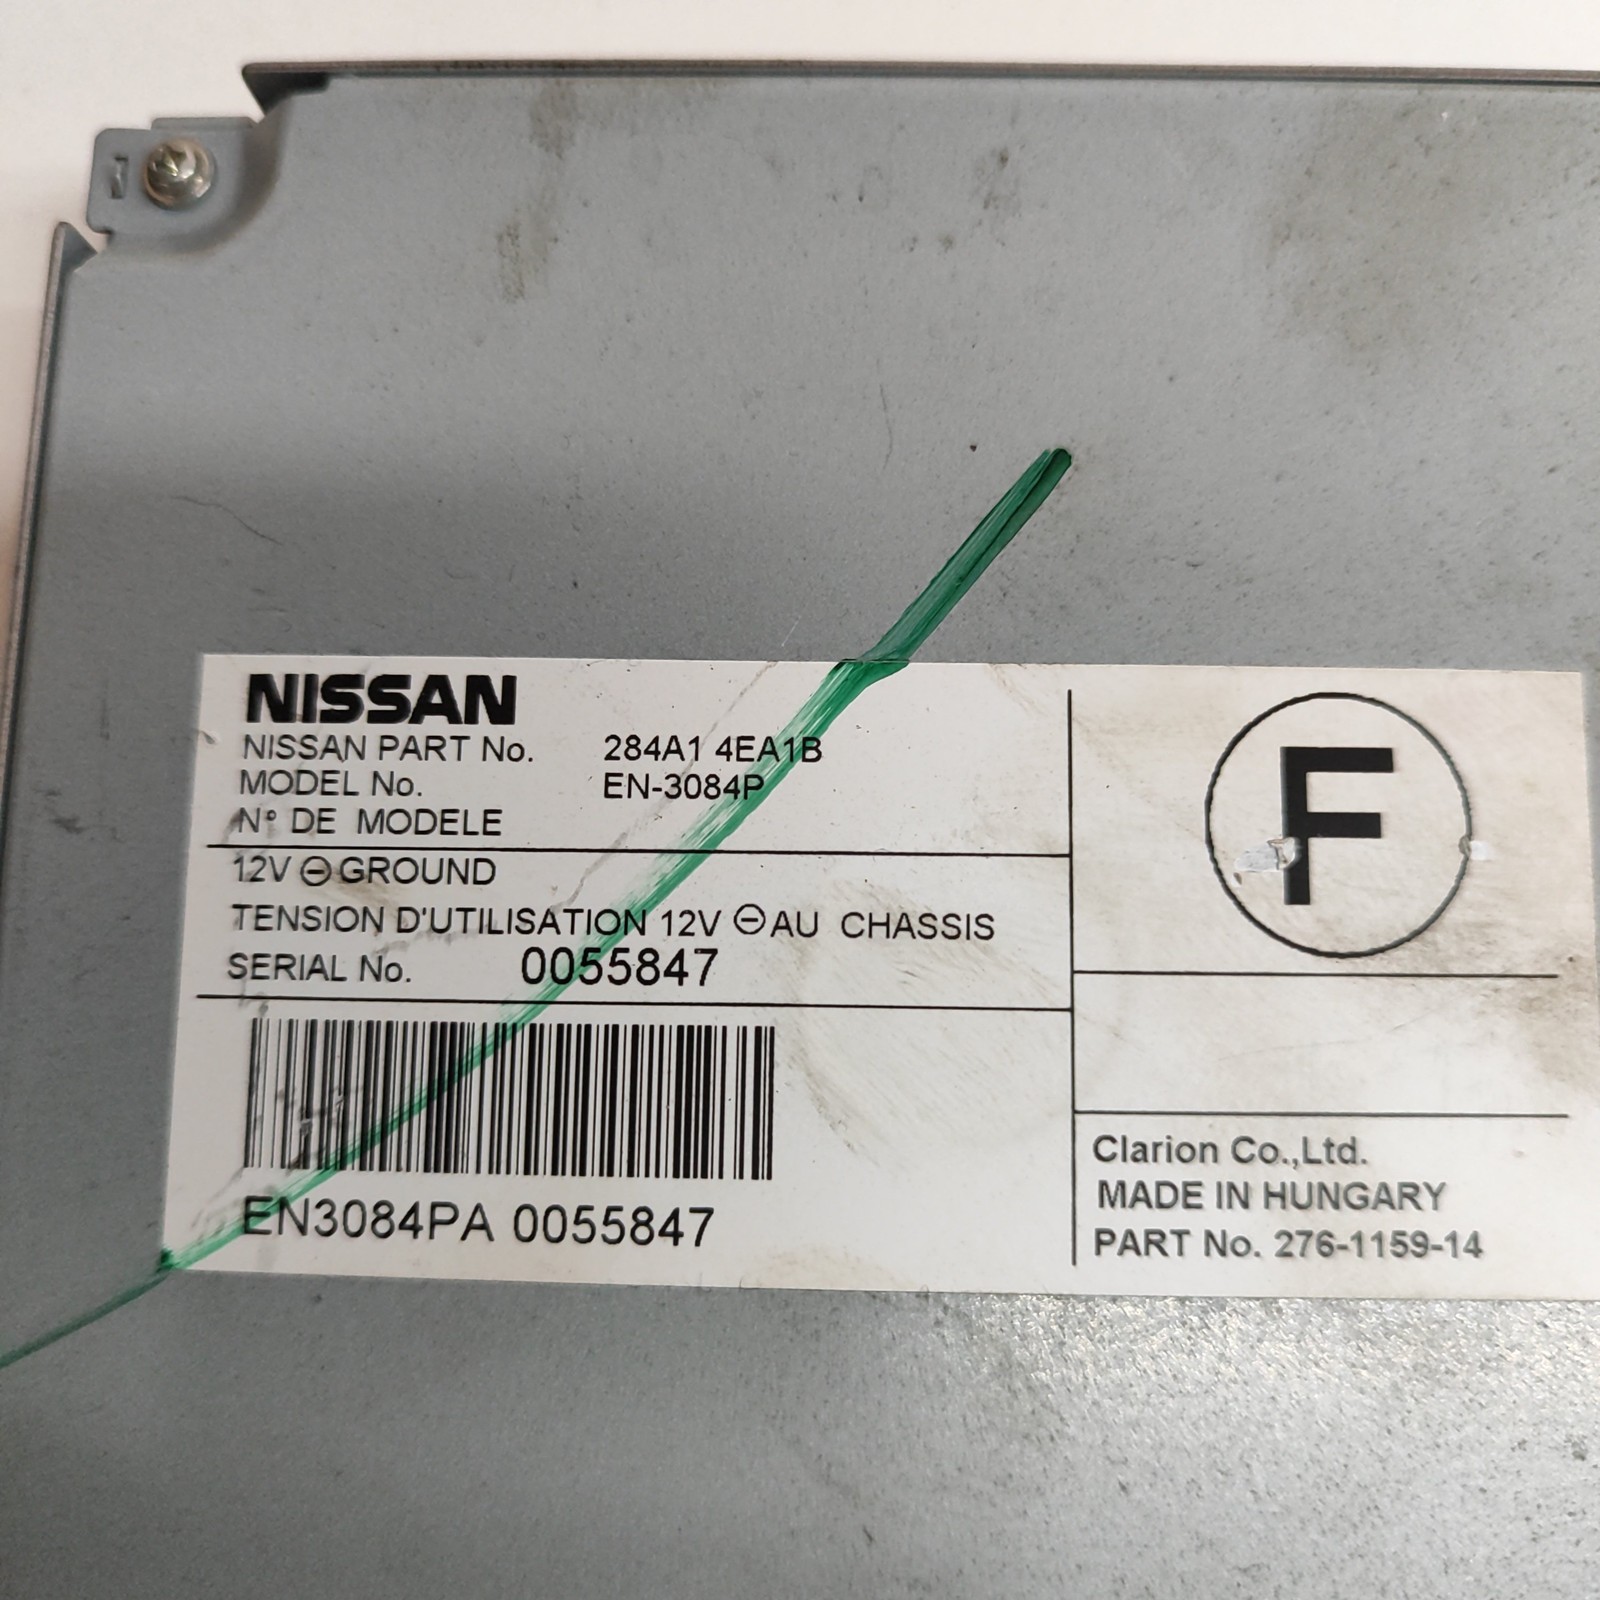 NISSAN
NISSAN PART No. 284A1 4EA1B
MODEL No. EN-3084P
N° DE MODELE
12V ⊖ GROUND
TENSION D'UTILISATION 12V ⊖ AU CHASSIS
SERIAL No. 0055847
EN3084PA 0055847
F
Clarion Co.,Ltd.
MADE IN HUNGARY
PART No. 276-1159-14